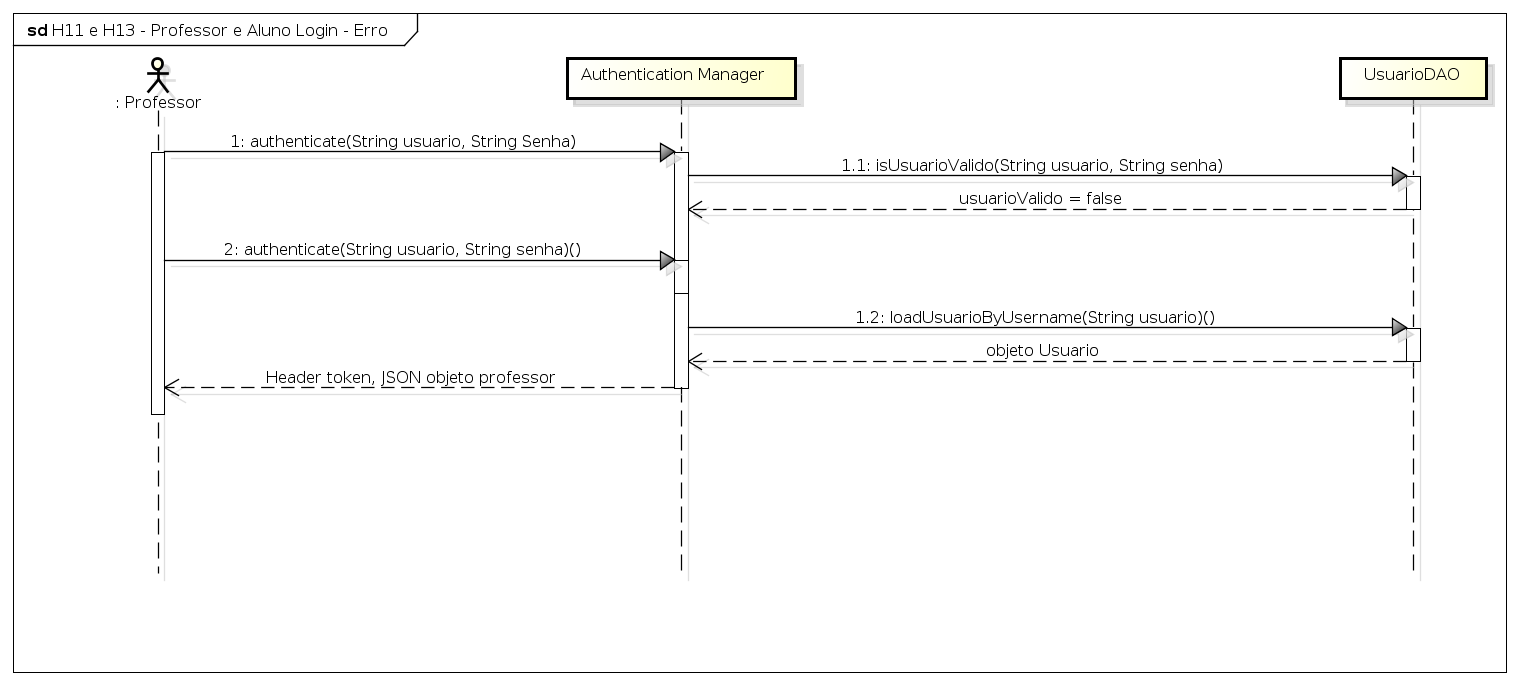 sd H11 e H13 - Professor e Aluno Login - Erro
: Professor
Authentication Manager
UsuarioDAO
1: authenticate(String usuario, String Senha)
1.1: isUsuarioValido(String usuario, String senha)
usuarioValido = false
2: authenticate(String usuario, String senha)()
1.2: loadUsuarioByUsername(String usuario)()
objeto Usuario
Header token, JSON objeto professor